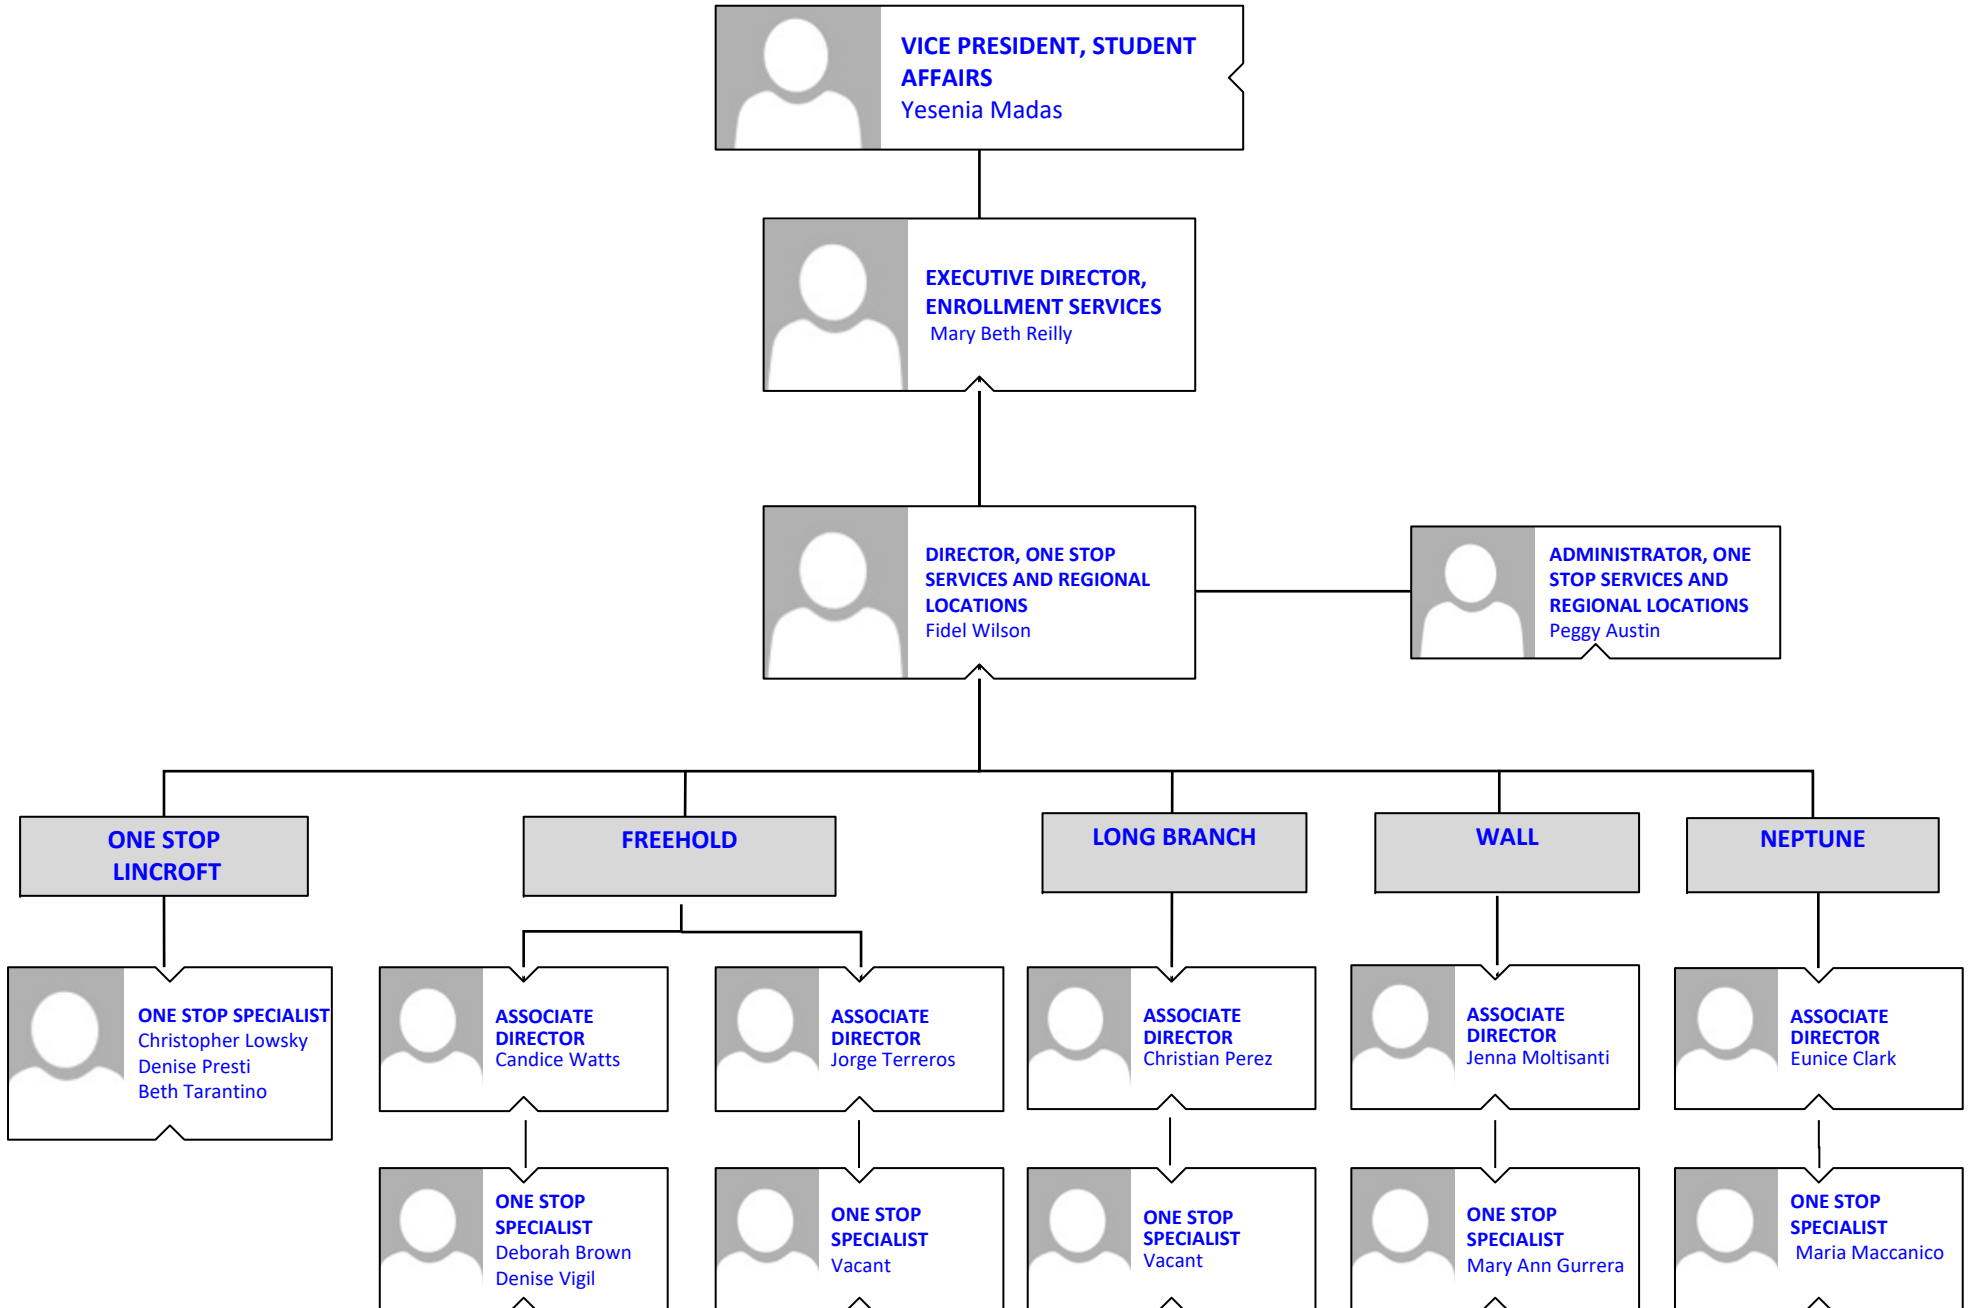 VICE PRESIDENT, STUDENT
AFFAIRS
Yesenia Madas
EXECUTIVE DIRECTOR,
ENROLLMENT SERVICES
Mary Beth Reilly
DIRECTOR, ONE STOP
SERVICES AND REGIONAL
LOCATIONS
Fidel Wilson
ADMINISTRATOR, ONE
STOP SERVICES AND
REGIONAL LOCATIONS
Peggy Austin
ONE STOP
LINCROFT
FREEHOLD
LONG BRANCH
WALL
NEPTUNE
ONE STOP SPECIALIST
Christopher Lowsky
Denise Presti
Beth Tarantino
ASSOCIATE
DIRECTOR
Candice Watts
ASSOCIATE
DIRECTOR
Jorge Terreros
ASSOCIATE
DIRECTOR
Christian Perez
ASSOCIATE
DIRECTOR
Jenna Moltisanti
ASSOCIATE
DIRECTOR
Eunice Clark
ONE STOP
SPECIALIST
Deborah Brown
Denise Vigil
ONE STOP
SPECIALIST
Vacant
ONE STOP
SPECIALIST
Vacant
ONE STOP
SPECIALIST
Mary Ann Gurrera
ONE STOP
SPECIALIST
Maria Maccanico